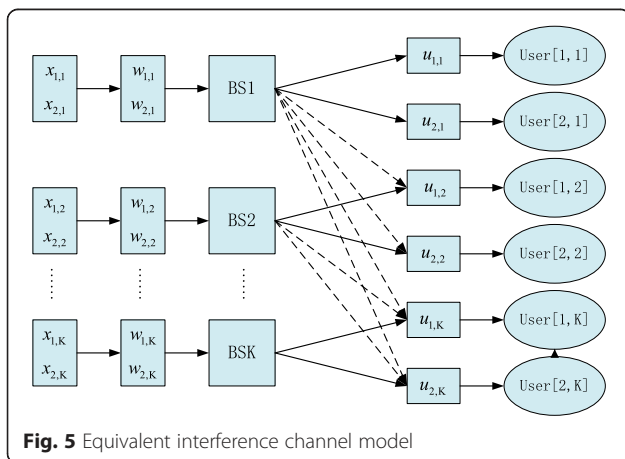 x1,1
x2,1
w1,1
w2,1
BS1
u1,1
User[1,1]
u2,1
User[2,1]
x1,2
x2,2
w1,2
w2,2
BS2
u1,2
User[1,2]
u2,2
User[2,2]
x1,K
x2,K
w1,K
w2,K
BSK
u1,K
User[1,K]
u2,K
User[2,K]
Fig. 5 Equivalent interference channel model